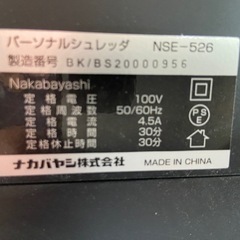 パーソナルシュレッダ NSE-526
製造番号 BK/BS20000956
Nakabayashi
定格電圧 100V
定格周波数 50/60Hz
定格電流 4.5A
定格時間 30分
定格休止時間 30分
PSE
ナカバヤシ株式会社 MADE IN CHINA